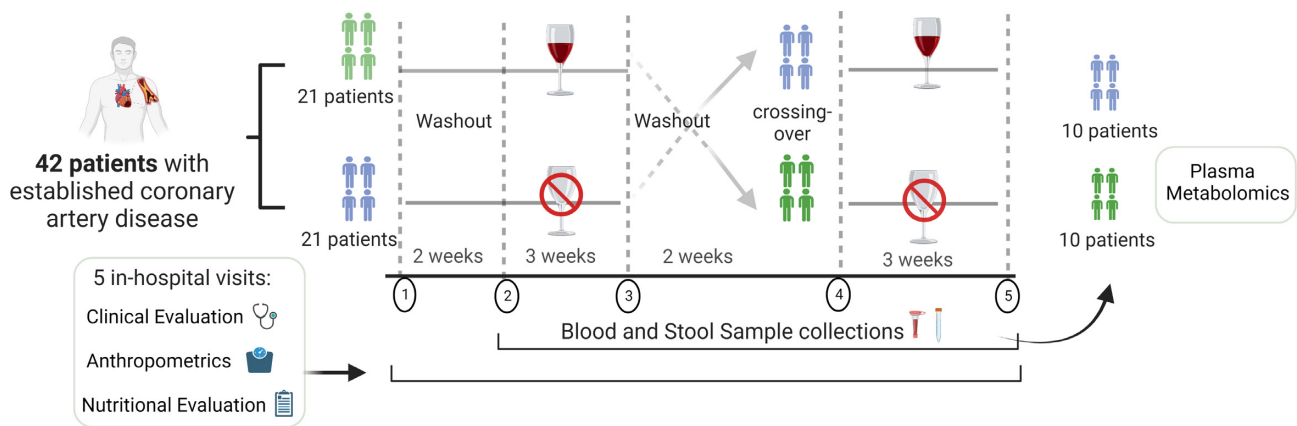 42 patients with
established coronary
artery disease
21 patients
21 patients
Washout
Washout
crossing-
over
2 weeks
3 weeks
2 weeks
3 weeks
1
2
3
4
5
10 patients
10 patients
Plasma
Metabolomics
5 in-hospital visits:
Clinical Evaluation
Anthropometrics
Nutritional Evaluation
Blood and Stool Sample collections